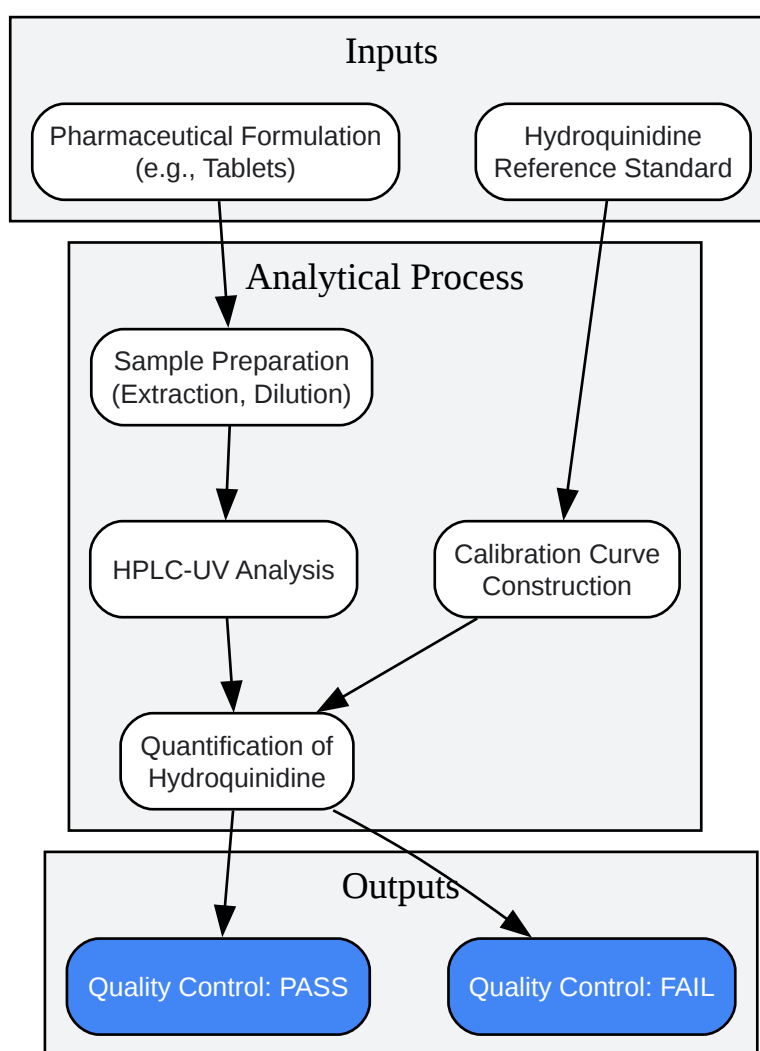 Inputs
Pharmaceutical Formulation
(e.g., Tablets)
Hydroquinidine
Reference Standard
Analytical Process
Sample Preparation
(Extraction, Dilution)
HPLC-UV Analysis
Calibration Curve
Construction
Quantification of
Hydroquinidine
Outputs
Quality Control: PASS
Quality Control: FAIL